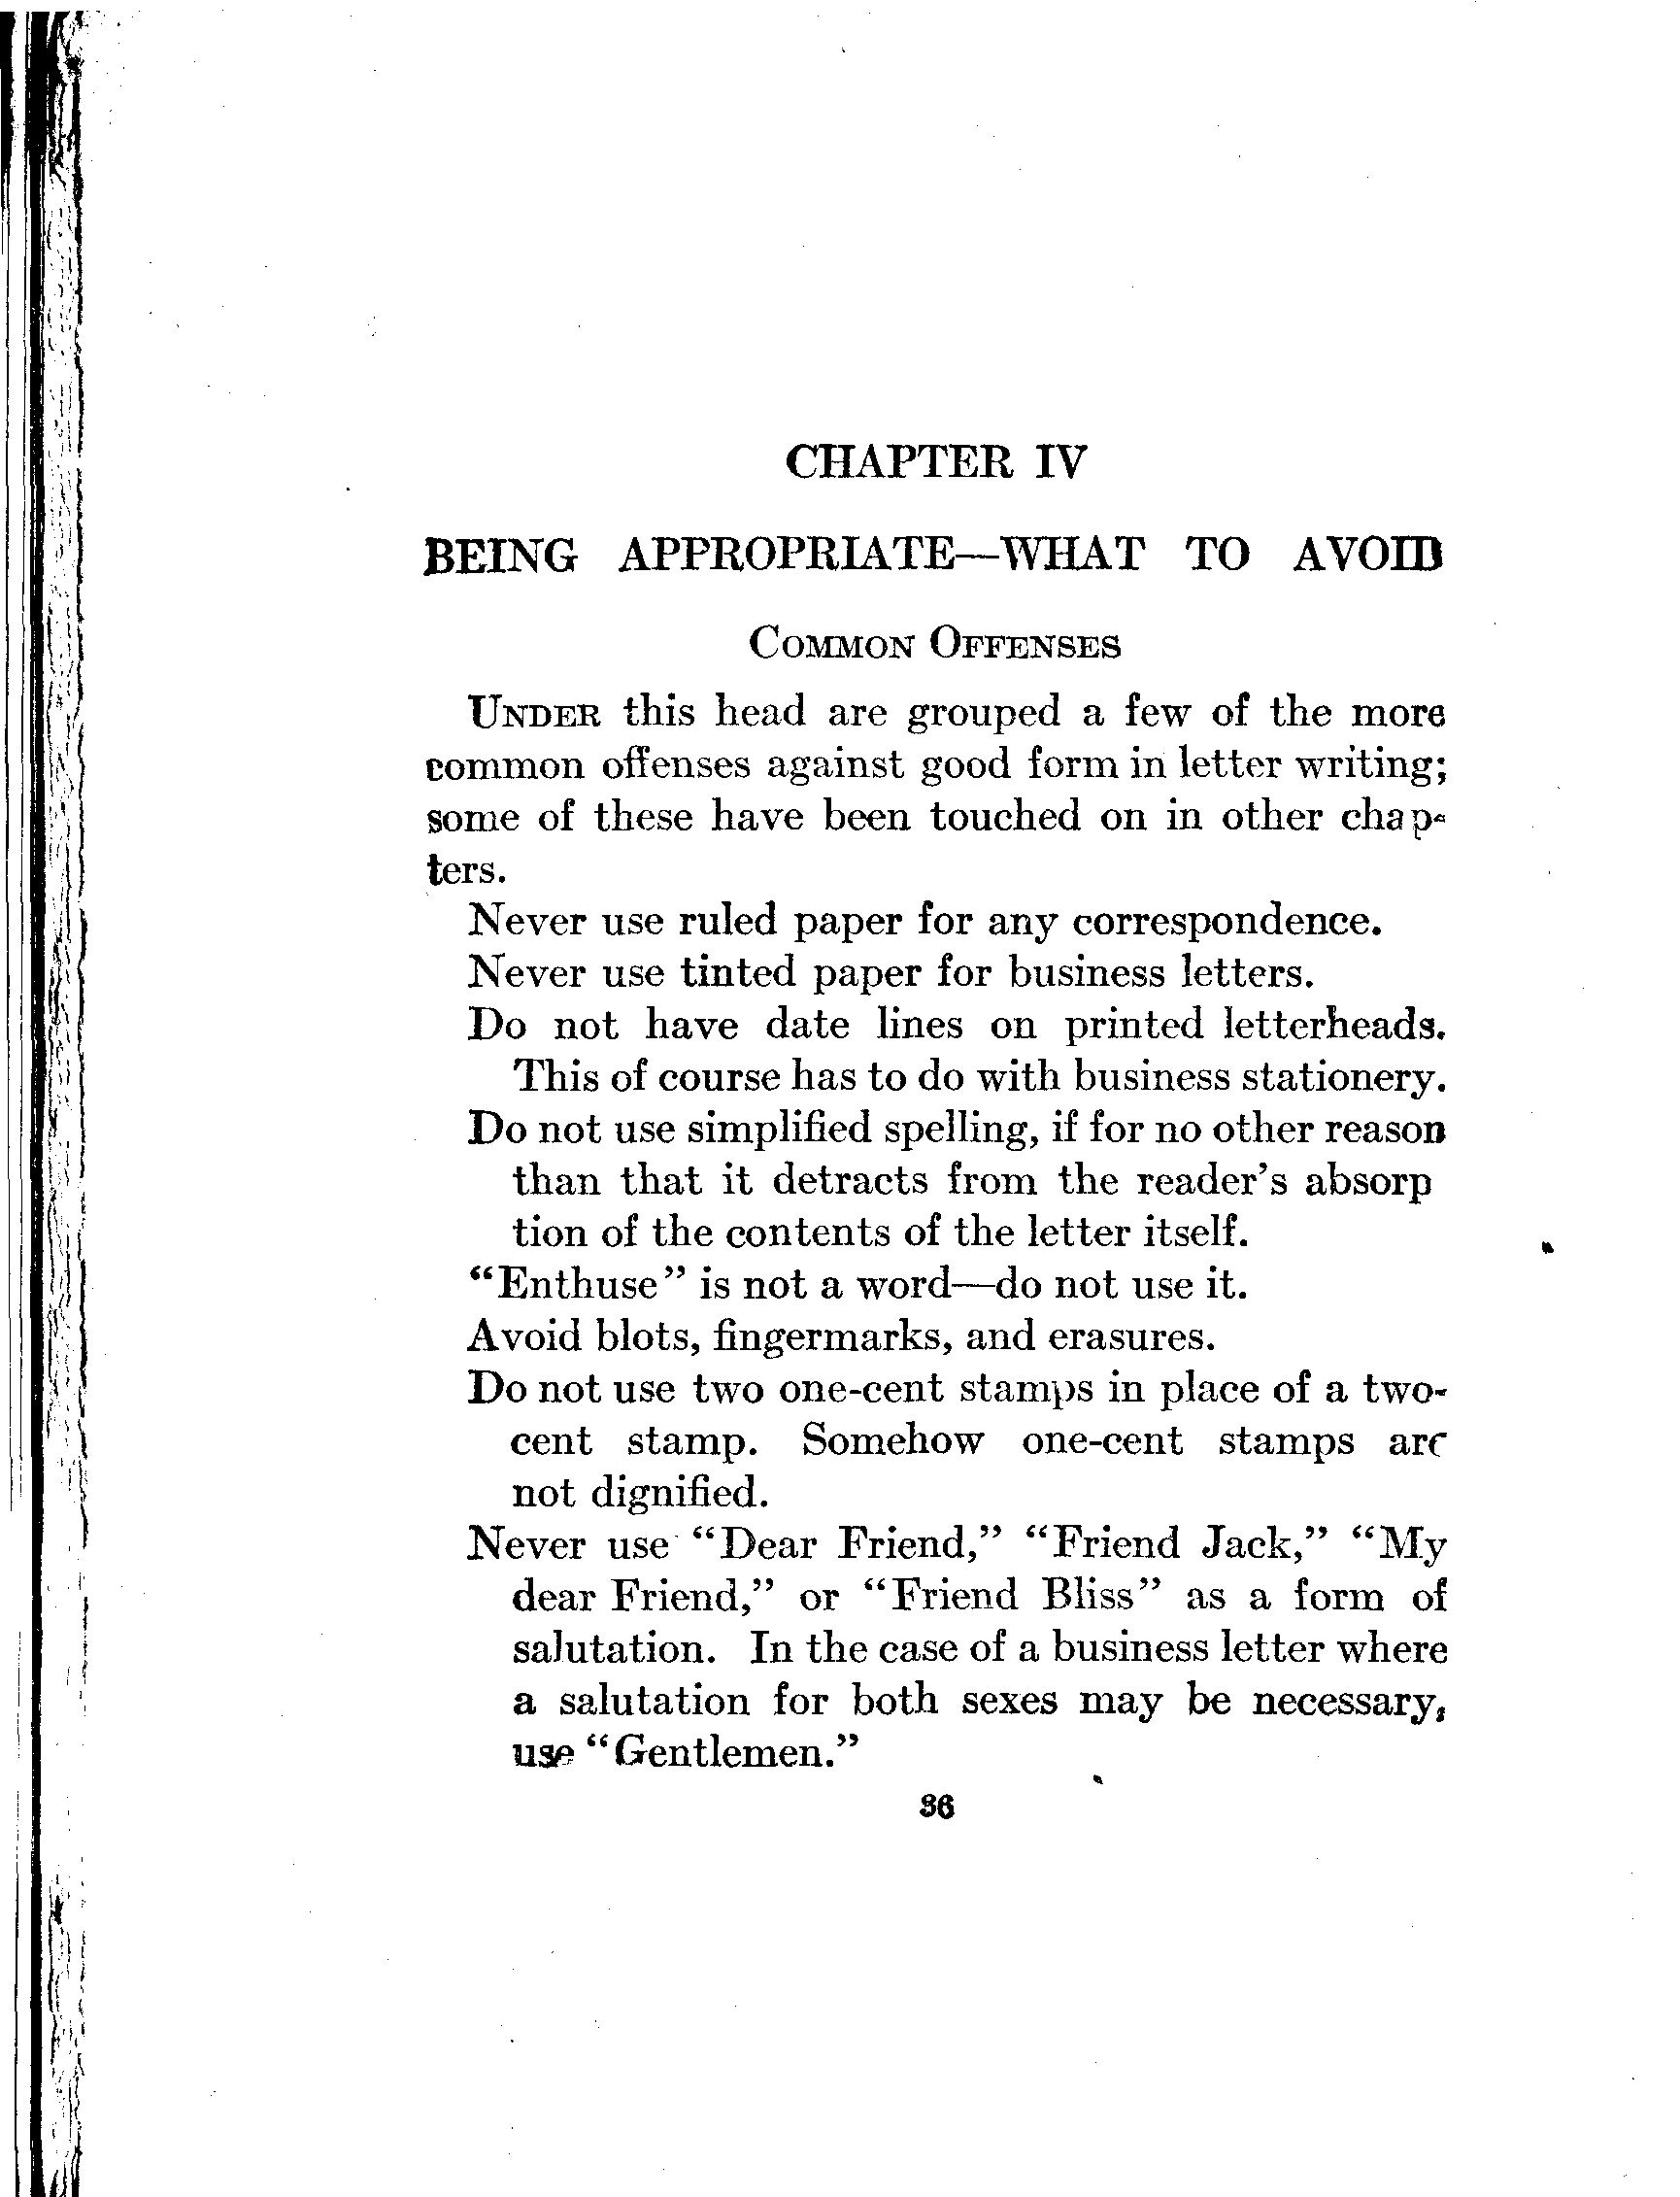 CHAPTER IV
BEING APPROPRIATE—WHAT TO AVOID
COMMON OFFENSES
UNDER this head are grouped a few of the more
common offenses against good form in letter writing;
some of these have been touched on in other chap-
ters.
Never use ruled paper for any correspondence.
Never use tinted paper for business letters.
Do not have date lines on printed letterheads.
This of course has to do with business stationery.
Do not use simplified spelling, if for no other reason
than that it detracts from the reader's absorp
tion of the contents of the letter itself.
“Enthuse” is not a word—do not use it.
Avoid blots, fingermarks, and erasures.
Do not use two one-cent stamps in place of a two-
cent stamp. Somehow one-cent stamps are
not dignified.
Never use “Dear Friend,” “Friend Jack,” “My
dear Friend,” or “Friend Bliss” as a form of
salutation. In the case of a business letter where
a salutation for both sexes may be necessary,
use “Gentlemen.”
36